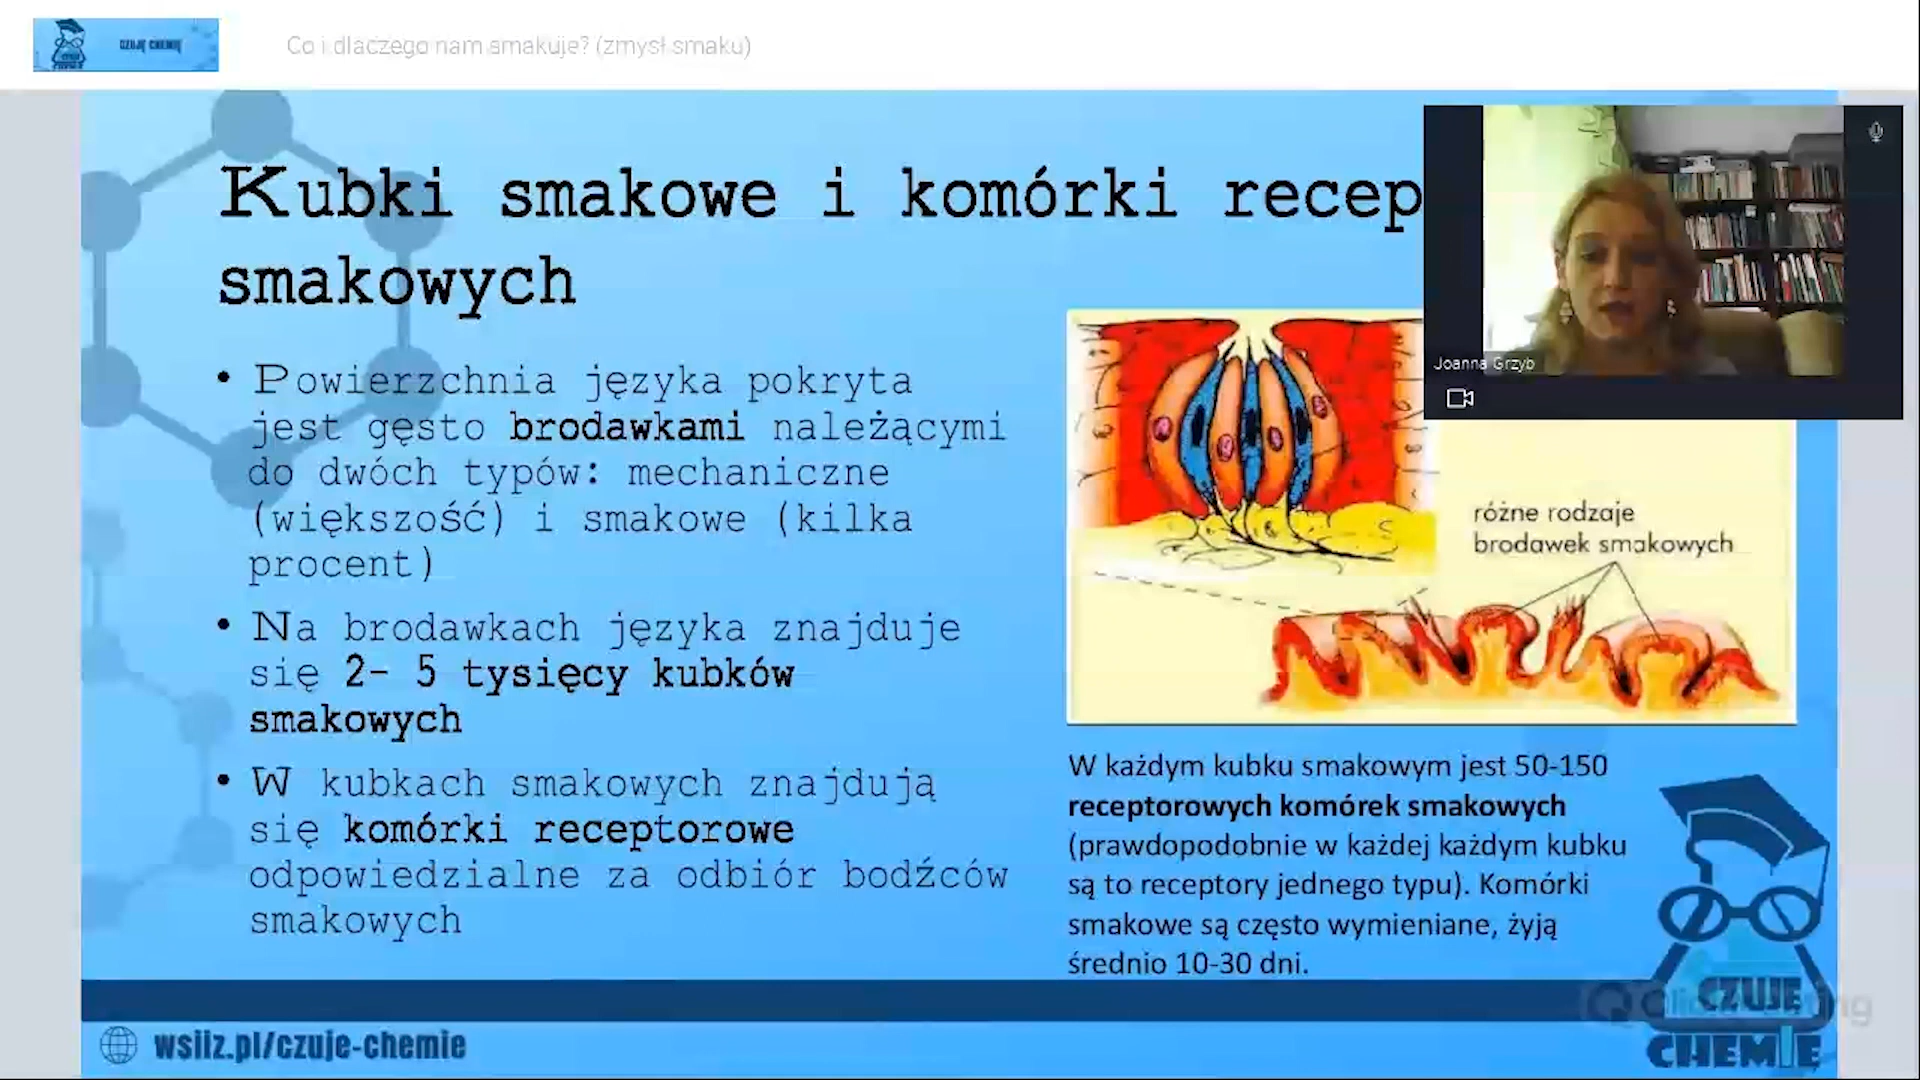 CZUJĘ CHEMIĘ
Co i dlaczego nam smakuje? (zmysł smaku)
Kubki smakowe i komórki recep
smakowych
Joanna Grzyb
• Powierzchnia języka pokryta
jest gęsto brodawkami należącymi
do dwóch typów: mechaniczne
(większość) i smakowe (kilka
procent)
• Na brodawkach języka znajduje
się 2- 5 tysięcy kubków
smakowych
• W kubkach smakowych znajdują
się komórki receptorowe
odpowiedzialne za odbiór bodźców
smakowych
różne rodzaje
brodawek smakowych
W każdym kubku smakowym jest 50-150
receptorowych komórek smakowych
(prawdopodobnie w każdej każdym kubku
są to receptory jednego typu). Komórki
smakowe są często wymieniane, żyją
średnio 10-30 dni.
CZUJĘ
CHEMIĘ
wsiiz.pl/czuje-chemie